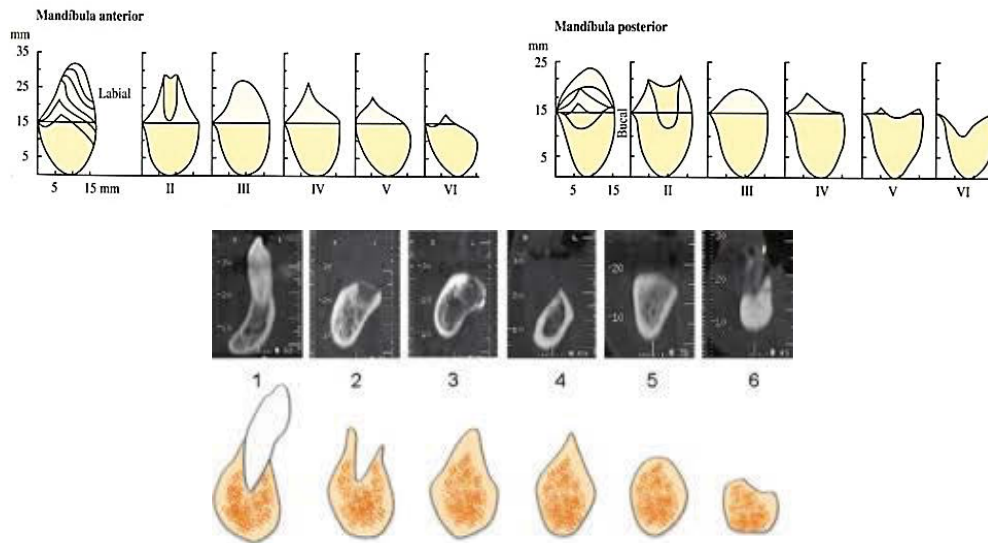 Mandíbula anterior
mm
35
25
15
5
Labial
5 15 mm II III IV V VI
Mandíbula posterior
mm
25
15
5
Bucal
5 15 II III IV V VI
1 2 3 4 5 6